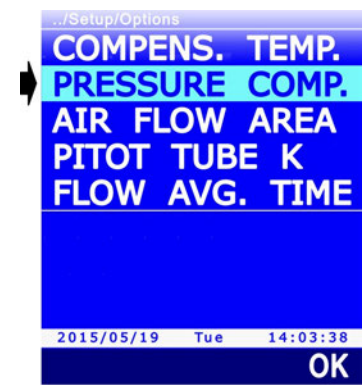 ../Setup/Options
COMPENS. TEMP.
PRESSURE COMP.
AIR FLOW AREA
PITOT TUBE K
FLOW AVG. TIME
2015/05/19 Tue 14:03:38
OK